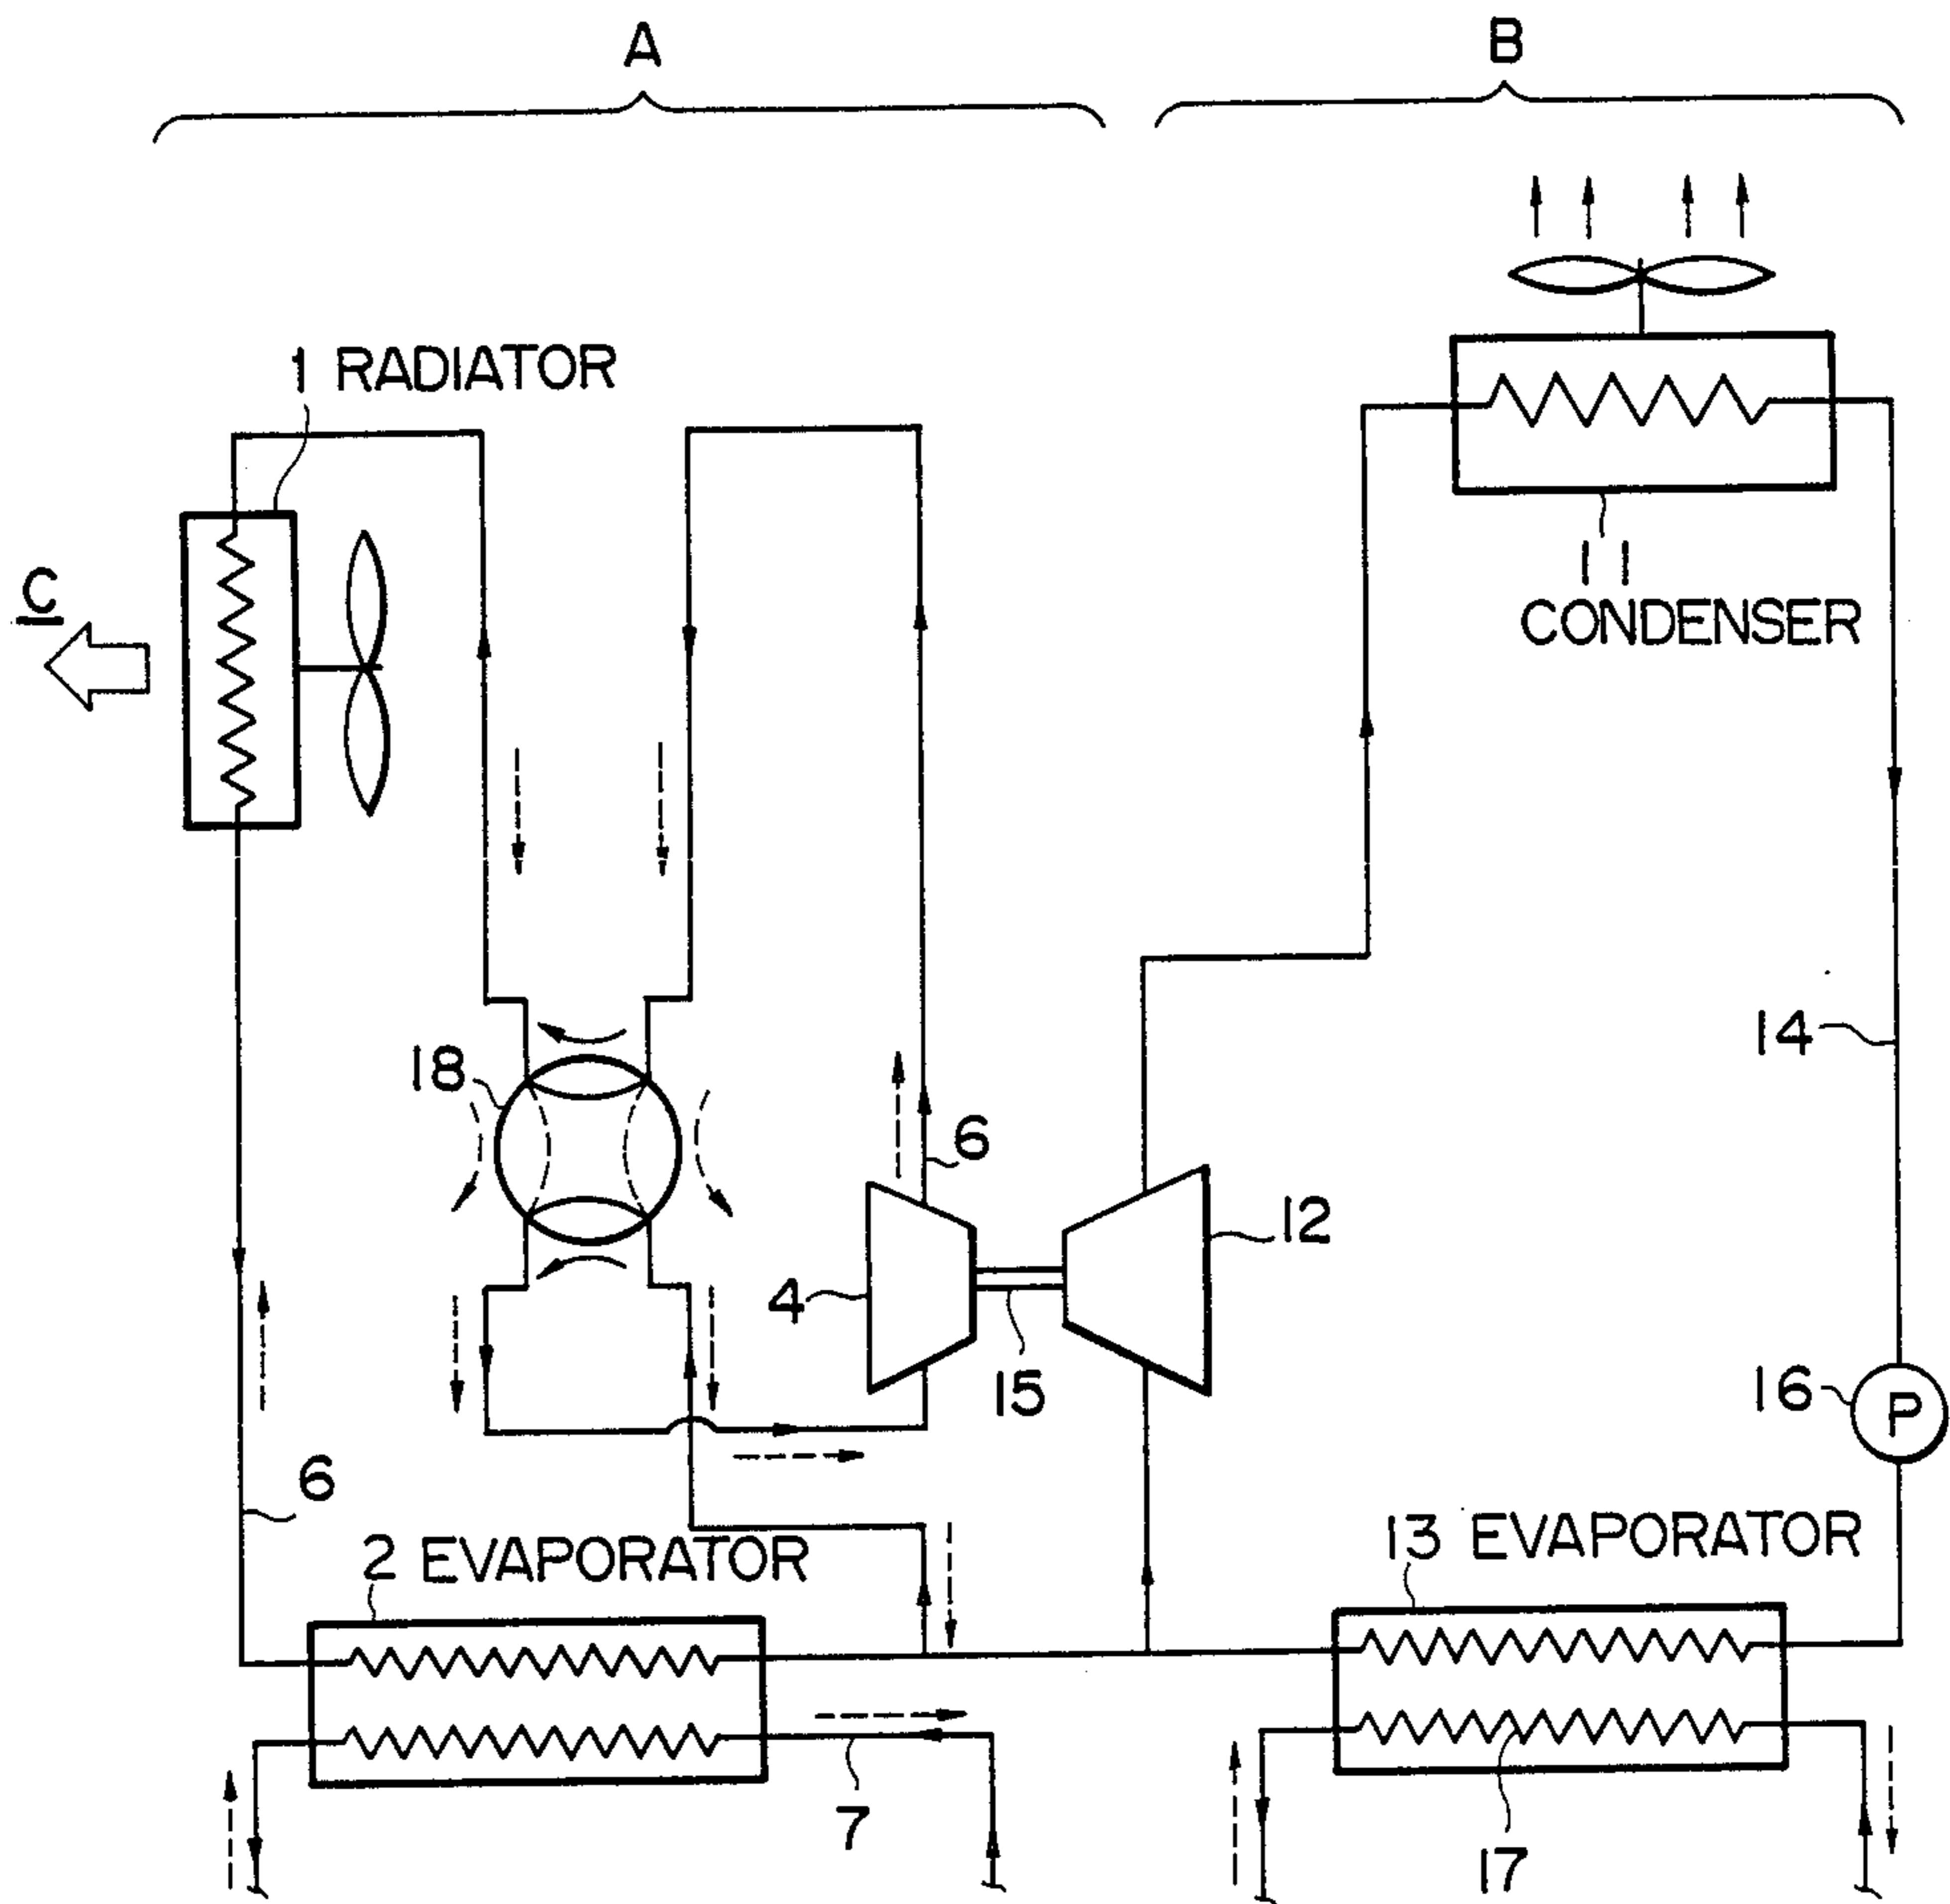 A
B
1 RADIATOR
C
11
CONDENSER
14
18
6
12
4
15
16
P
6
2 EVAPORATOR
13 EVAPORATOR
7
17